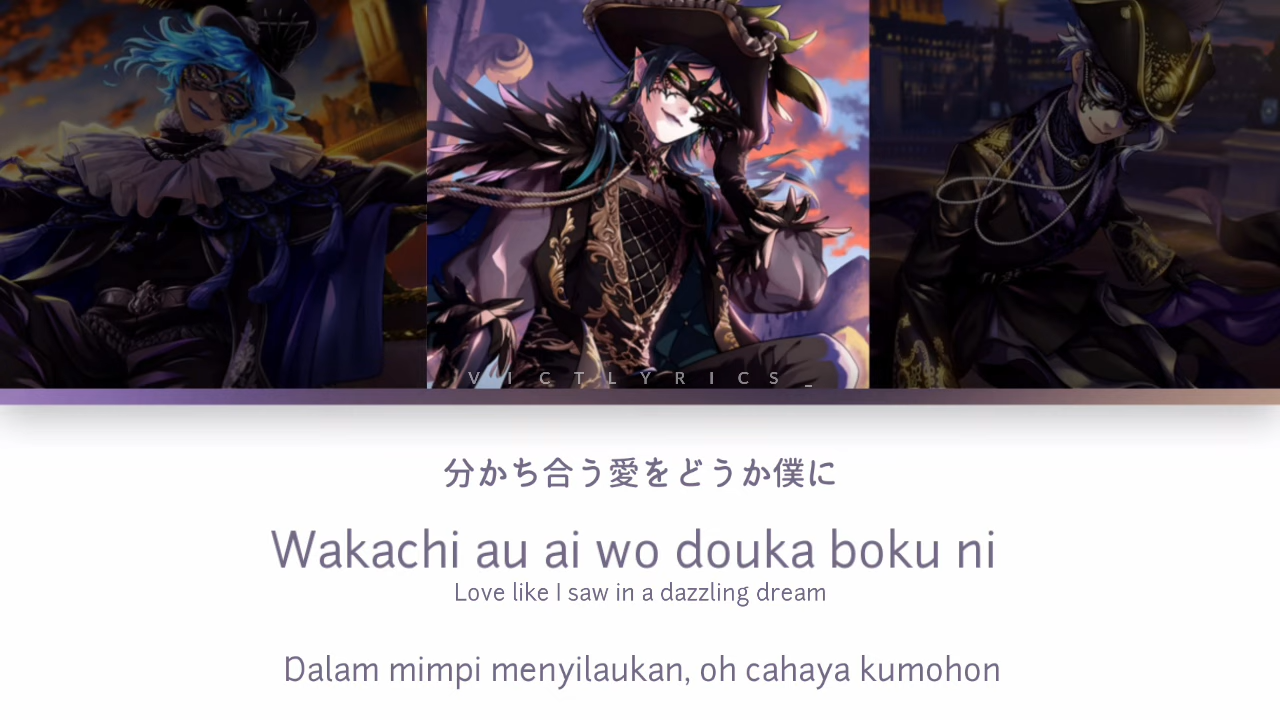 V I C T L Y R I C S _
分かち合う愛をどうか僕に
Wakachi au ai wo douka boku ni
Love like I saw in a dazzling dream
Dalam mimpi menyilaukan, oh cahaya kumohon